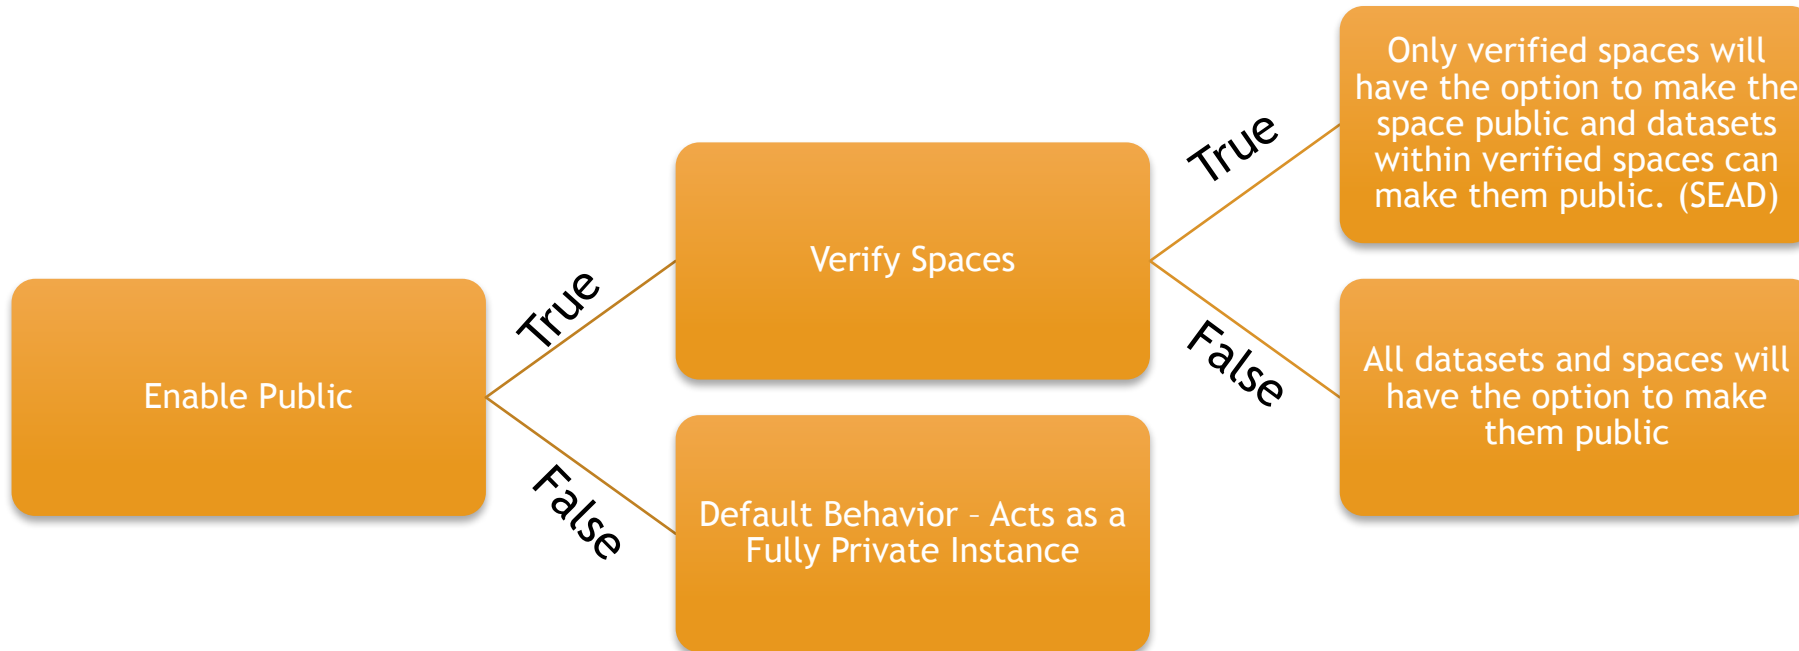 Enable Public
True
False
Verify Spaces
Default Behavior – Acts as a
Fully Private Instance
True
False
Only verified spaces will
have the option to make the
space public and datasets
within verified spaces can
make them public. (SEAD)
All datasets and spaces will
have the option to make
them public